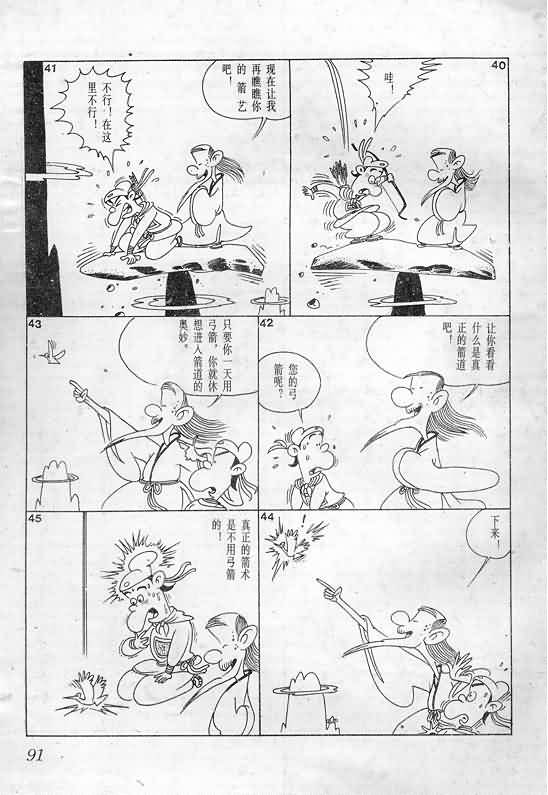 40
哇！
现在让我
再瞧瞧你
的箭艺
吧！
41
不行！在这
里不行！
让你看看
什么是真
正的箭道
吧！
42
您的弓
箭呢？
43
只要你一天用
弓箭，你就休
想进入箭道的
奥妙。
44
下来！
!
45
真正的箭术
是不用弓箭
的！
91